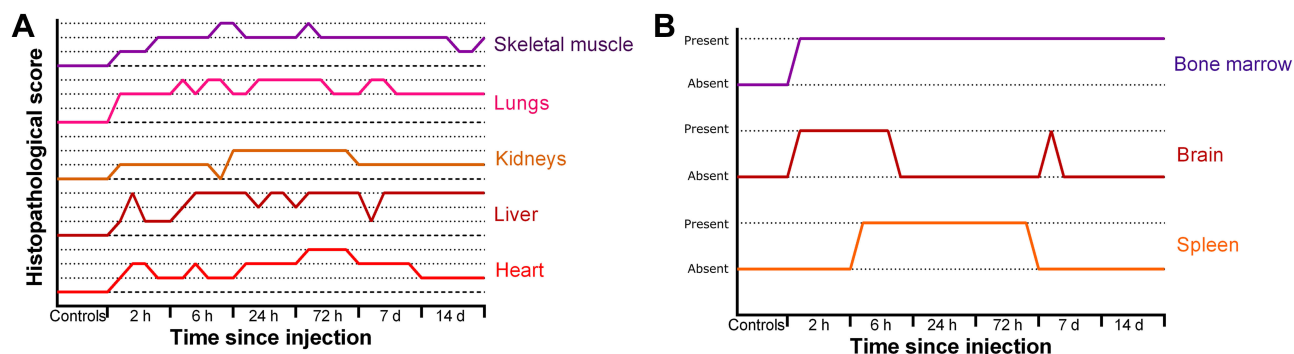 A
Histopathological score
Skeletal muscle
Lungs
Kidneys
Liver
Heart
Controls 2 h 6 h 24 h 72 h 7 d 14 d
Time since injection
B
Present
Absent
Bone marrow
Present
Absent
Brain
Present
Absent
Spleen
Controls 2 h 6 h 24 h 72 h 7 d 14 d
Time since injection